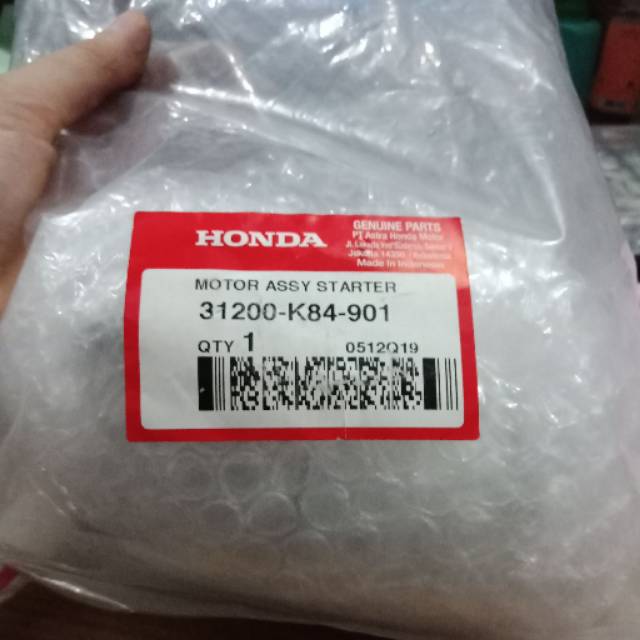 HONDA
GENUINE PARTS
PT Astra Honda Motor
Made in Indonesia
MOTOR ASSY STARTER
31200-K84-901
QTY 1
0512Q19